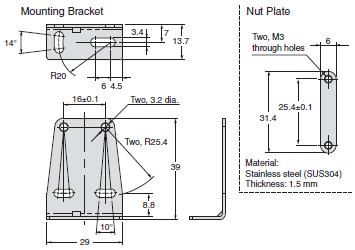 Mounting Bracket
Nut Plate
3.4
7
13.7
14°
R20
6 4.5
16±0.1
Two, 3.2 dia.
Two, R25.4
39
8.8
10°
29
Two, M3
through holes
6
25.4±0.1
31.4
Material:
Stainless steel (SUS304)
Thickness: 1.5 mm